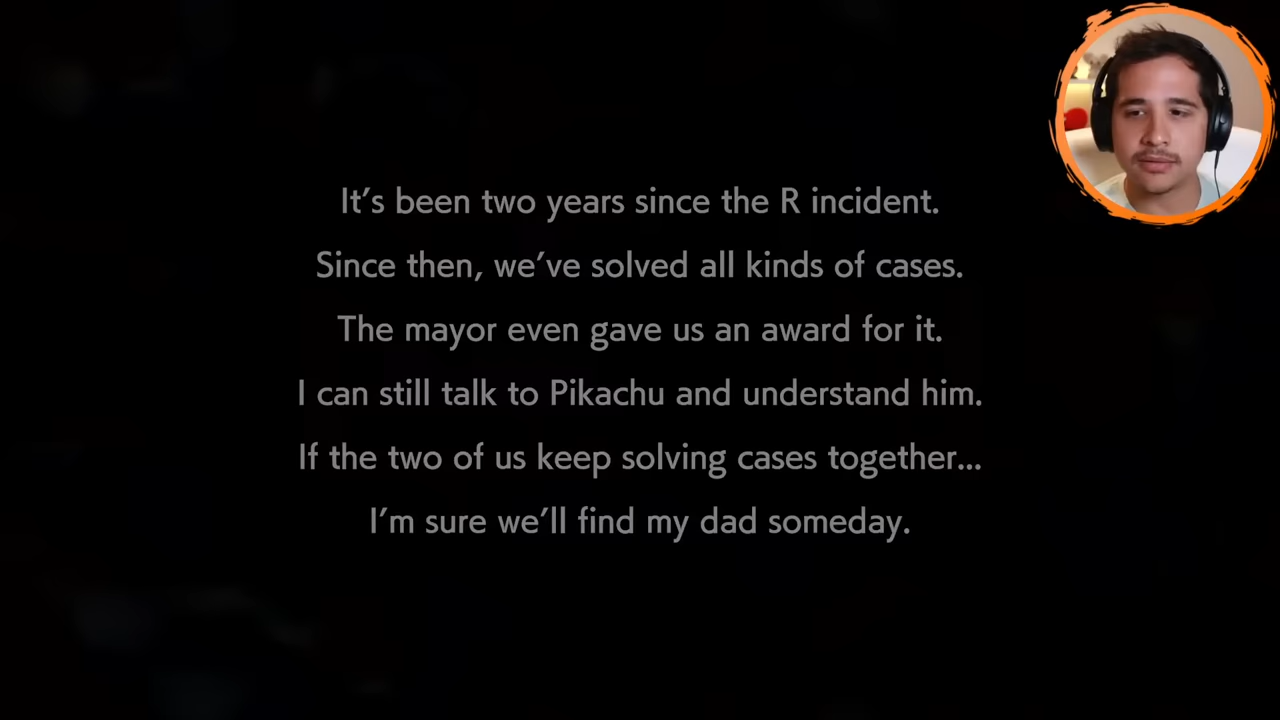 It’s been two years since the R incident.
Since then, we’ve solved all kinds of cases.
The mayor even gave us an award for it.
I can still talk to Pikachu and understand him.
If the two of us keep solving cases together...
I’m sure we’ll find my dad someday.